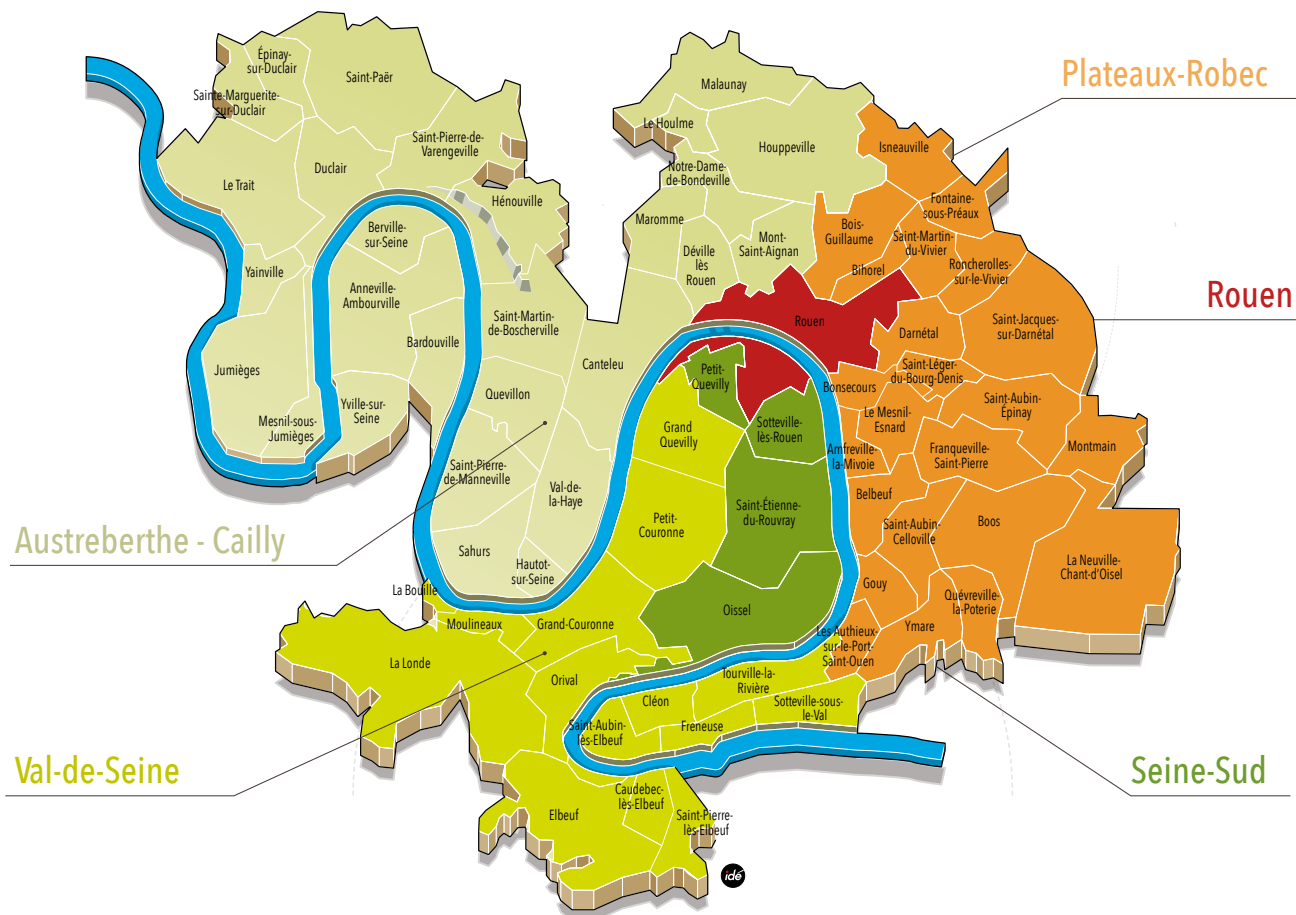 Épinay-
sur-Duclair
Saint-Paër
Sainte-Marguerite-
sur-Duclair
Saint-Pierre-de-
Varengeville
Le Trait
Duclair
Hénouville
Berville-
sur-Seine
Yainville
Anneville-
Ambourville
Saint-Martin-
de-Boscherville
Bardouville
Jumièges
Quevillon
Mesnil-sous-
Jumièges
Yville-sur-
Seine
Canteleu
Saint-Pierre-
de-Manneville
Val-de-
la-Haye
Sahurs
Hautot-
sur-Seine
Malaunay
Le Houlme
Houppeville
Notre-Dame-
de-Bondeville
Maromme
Déville
lès
Rouen
Mont-
Saint-Aignan
Plateaux-Robec
Isneauville
Fontaine-
sous-Préaux
Bois-
Guillaume
Saint-Martin-
du-Vivier
Bihorel
Roncherolles-
sur-le-Vivier
Rouen
Rouen
Darnétal
Saint-Jacques-
sur-Darnétal
Saint-Léger-
du-Bourg-Denis
Bonsecours
Le Mesnil-
Esnard
Saint-Aubin-
Épinay
Amfreville-
la-Mivoie
Franqueville-
Saint-Pierre
Montmain
Belbeuf
Saint-Aubin-
Celloville
Boos
La Neuville-
Chant-d'Oisel
Gouy
Quévreville-
la-Poterie
Ymare
Les Authieux-
sur-le-Port-
Saint-Ouen
Petit-
Quevilly
Grand
Quevilly
Sotteville-
lès-Rouen
Petit-
Couronne
Saint-Étienne-
du-Rouvray
Oissel
Austreberthe - Cailly
La Bouille
Moulineaux
Grand-Couronne
La Londe
Orival
Tourville-la-
Rivière
Cléon
Sotteville-sous-
le-Val
Saint-Aubin-
lès-Elbeuf
Freneuse
Val-de-Seine
Seine-Sud
Caudebec-
lès-Elbeuf
Elbeuf
Saint-Pierre-
lès-Elbeuf
idé